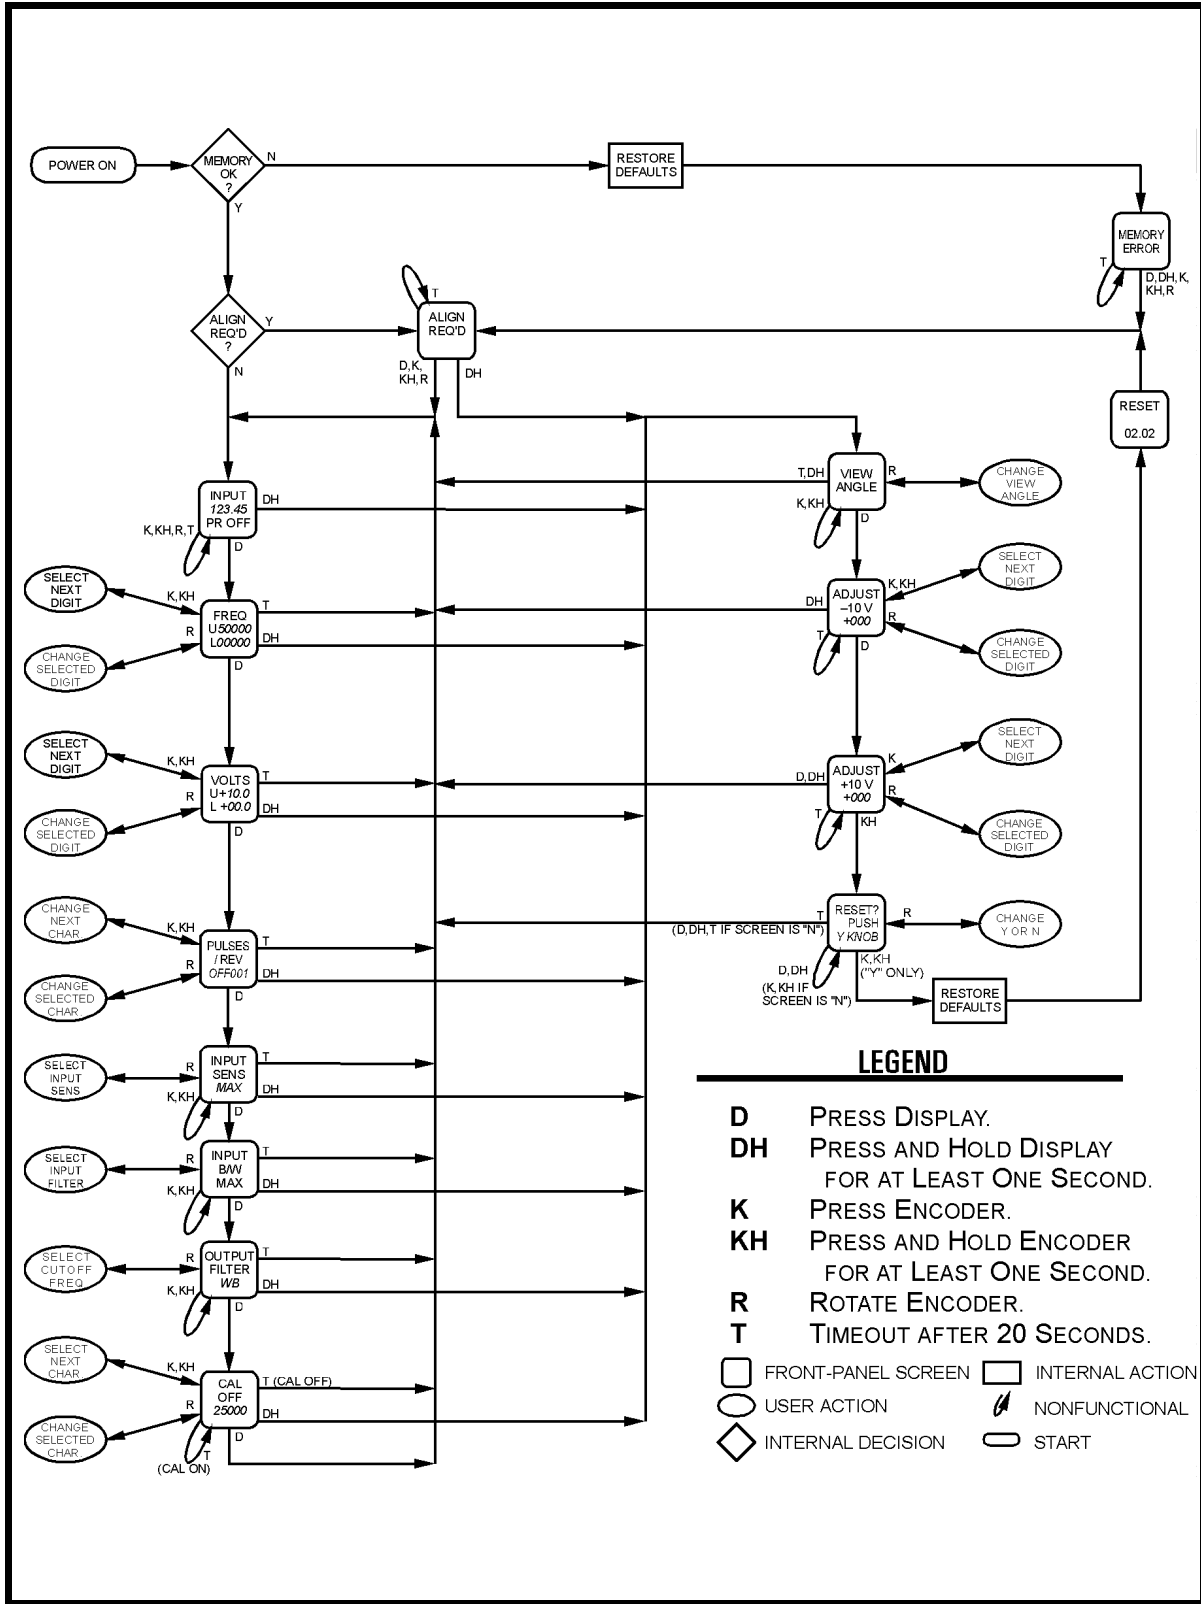 POWER ON
MEMORY
OK
?
N
Y
RESTORE
DEFAULTS
MEMORY
ERROR
T
D,DH,K,
KH,R
ALIGN
REQ'D
?
Y
N
T
ALIGN
REQ'D
D,K,
KH,R
DH
RESET
02.02
INPUT
123.45
PR OFF
DH
K,KH,R,T
D
SELECT
NEXT
DIGIT
K,KH
R
CHANGE
SELECTED
DIGIT
FREQ
U50000
L00000
T
DH
D
SELECT
NEXT
DIGIT
K,KH
R
CHANGE
SELECTED
DIGIT
VOLTS
U+10.0
L +00.0
T
DH
D
CHANGE
NEXT
CHAR.
K,KH
R
CHANGE
SELECTED
CHAR.
PULSES
/ REV
OFF001
T
DH
D
SELECT
INPUT
SENS
R
K,KH
INPUT
SENS
MAX
T
DH
D
SELECT
INPUT
FILTER
R
K,KH
INPUT
B/W
MAX
T
DH
D
SELECT
CUTOFF
FREQ
R
K,KH
OUTPUT
FILTER
WB
T
DH
D
SELECT
NEXT
CHAR.
K,KH
R
CHANGE
SELECTED
CHAR.
CAL
OFF
25000
T (CAL OFF)
DH
D
T
(CAL ON)
T,DH
VIEW
ANGLE
R
CHANGE
VIEW
ANGLE
K,KH
D
DH
ADJUST
–10 V
+000
K,KH
R
SELECT
NEXT
DIGIT
CHANGE
SELECTED
DIGIT
T
D
D,DH
ADJUST
+10 V
+000
K
R
SELECT
NEXT
DIGIT
CHANGE
SELECTED
DIGIT
T
KH
T
(D,DH,T IF SCREEN IS "N")
RESET?
PUSH
Y KNOB
R
CHANGE
Y OR N
D,DH
(K,KH IF
SCREEN IS "N")
K,KH
("Y" ONLY)
RESTORE
DEFAULTS
LEGEND
D PRESS DISPLAY.
DH PRESS AND HOLD DISPLAY
FOR AT LEAST ONE SECOND.
K PRESS ENCODER.
KH PRESS AND HOLD ENCODER
FOR AT LEAST ONE SECOND.
R ROTATE ENCODER.
T TIMEOUT AFTER 20 SECONDS.
FRONT-PANEL SCREEN INTERNAL ACTION
USER ACTION NONFUNCTIONAL
INTERNAL DECISION START